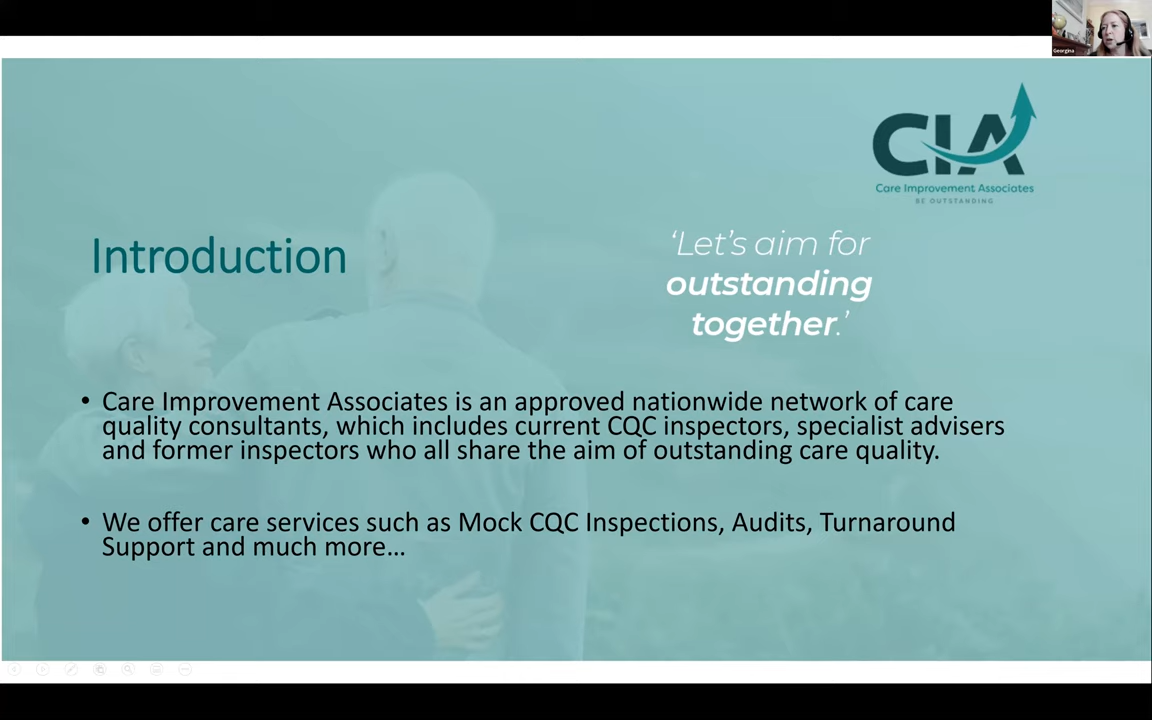 Georgina
CIA
Care Improvement Associates
BE OUTSTANDING
Introduction
‘Let’s aim for
outstanding
together.’
• Care Improvement Associates is an approved nationwide network of care
quality consultants, which includes current CQC inspectors, specialist advisers
and former inspectors who all share the aim of outstanding care quality.
• We offer care services such as Mock CQC Inspections, Audits, Turnaround
Support and much more...